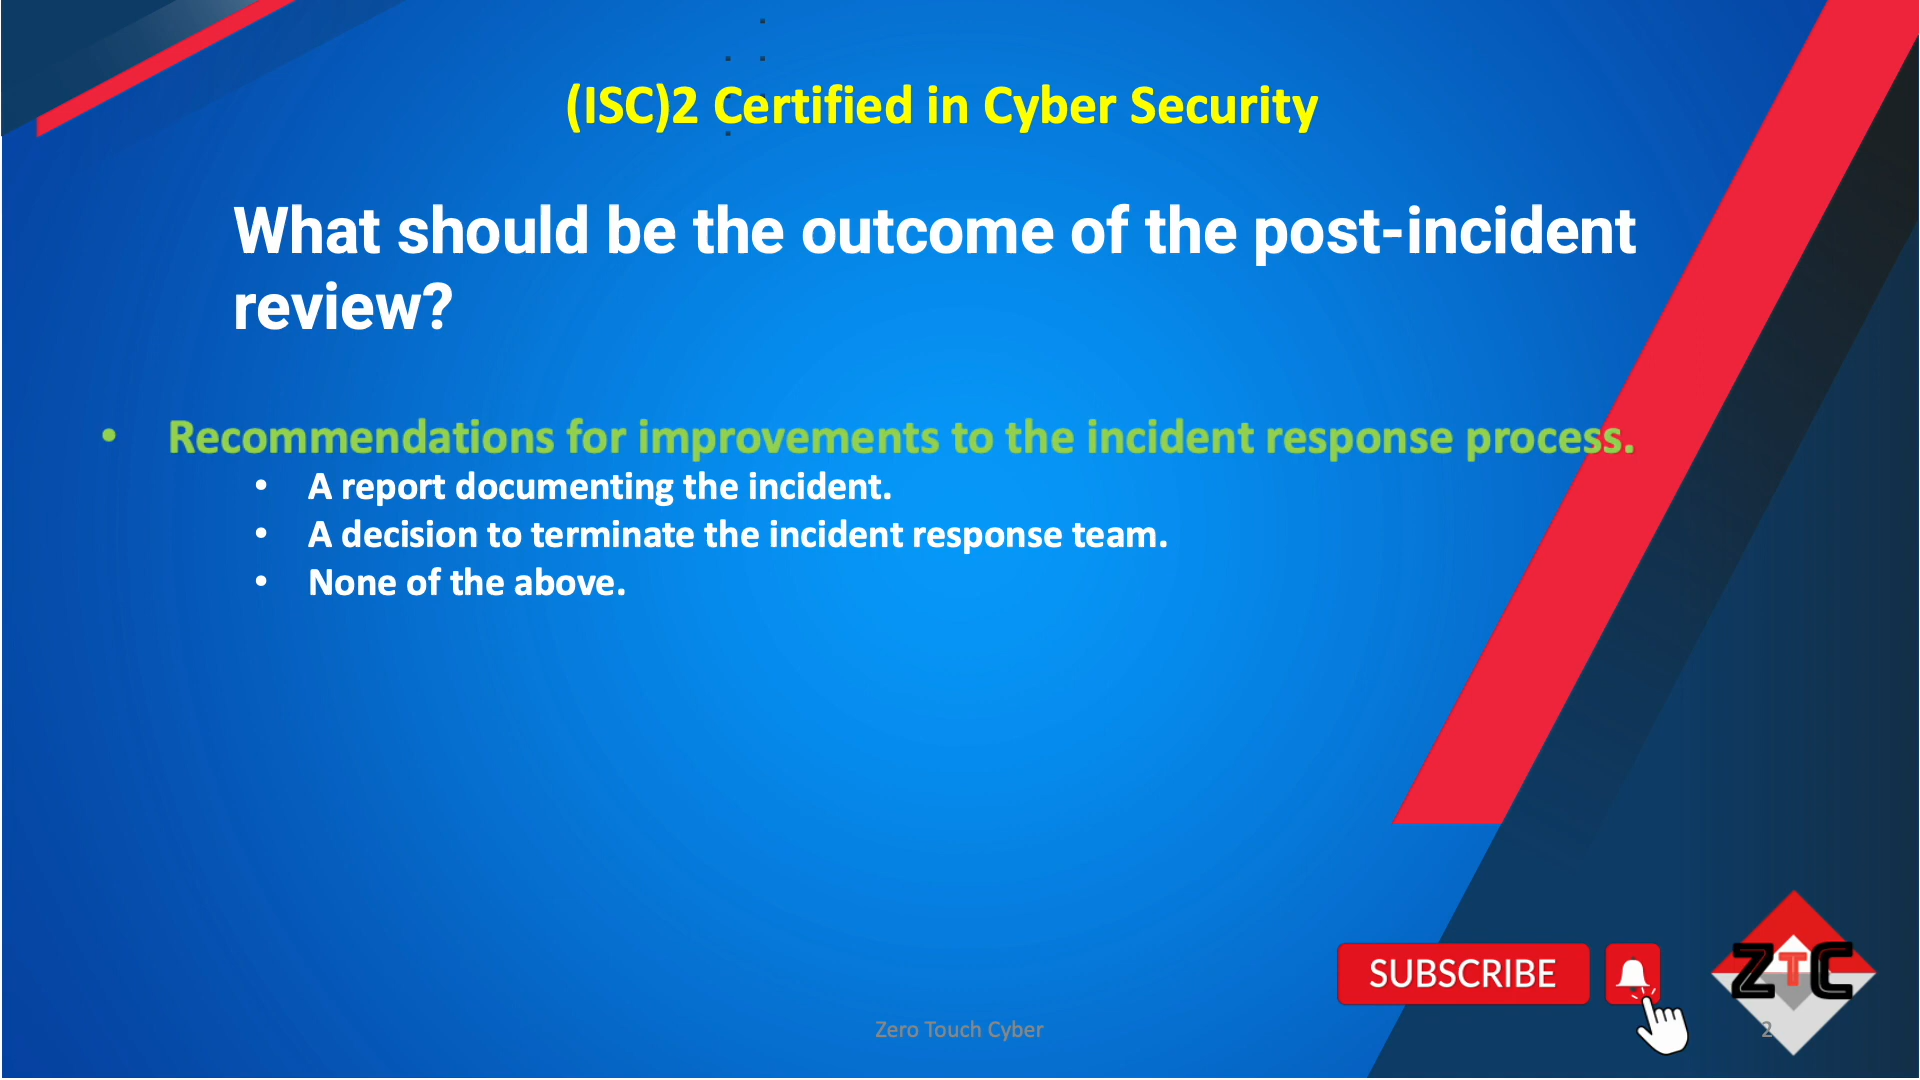 (ISC)2 Certified in Cyber Security
What should be the outcome of the post-incident
review?
• Recommendations for improvements to the incident response process.
• A report documenting the incident.
• A decision to terminate the incident response team.
• None of the above.
SUBSCRIBE
ZTC
Zero Touch Cyber
2